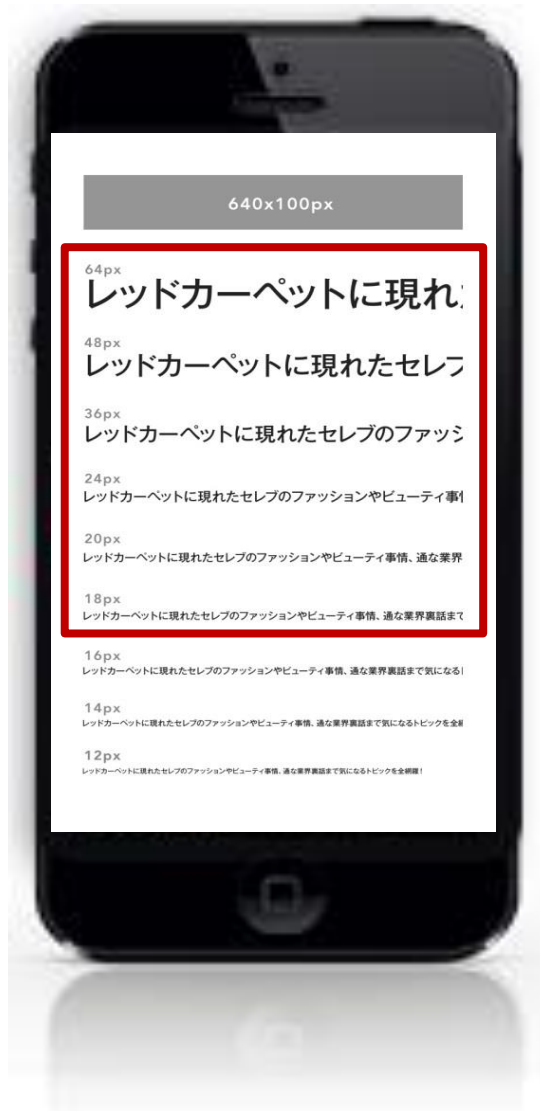 640x100px
64px
レッドカーペットに現れ
48px
レッドカーペットに現れたセレブ
36px
レッドカーペットに現れたセレブのファッシ
24px
レッドカーペットに現れたセレブのファッションやビューティ事
20px
レッドカーペットに現れたセレブのファッションやビューティ事情、通な業界
18px
レッドカーペットに現れたセレブのファッションやビューティ事情、通な業界裏話まで
16px
レッドカーペットに現れたセレブのファッションやビューティ事情、通な業界裏話まで気になる
14px
レッドカーペットに現れたセレブのファッションやビューティ事情、通な業界裏話まで気になるトピックを全
12px
レッドカーペットに現れたセレブのファッションやビューティ事情、通な業界裏話まで気になるトピックを全網羅！